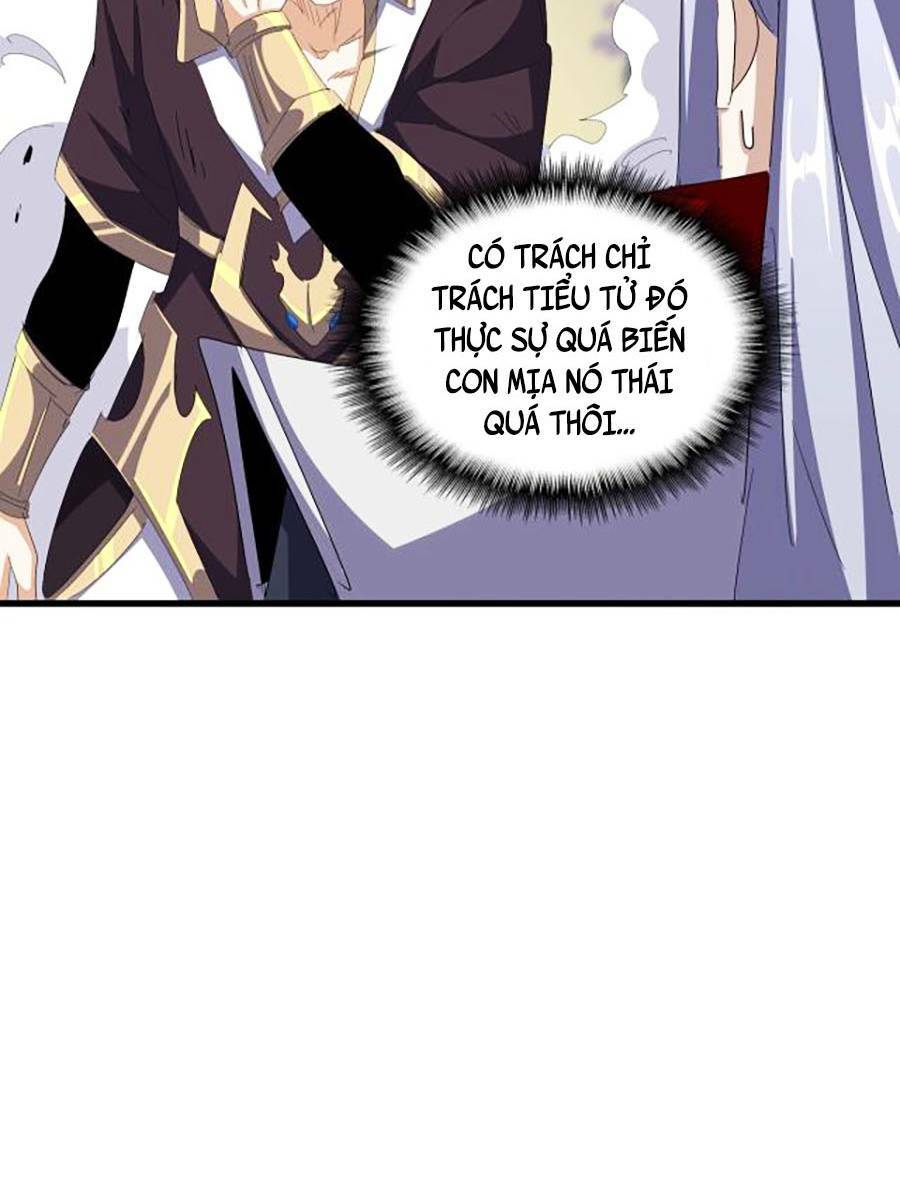 CÓ TRÁCH CHỈ
TRÁCH TIỂU TỬ ĐÓ
THỰC SỰ QUÁ BIẾN
CON MỊA NÓ THÁI
QUÁ THÔI...